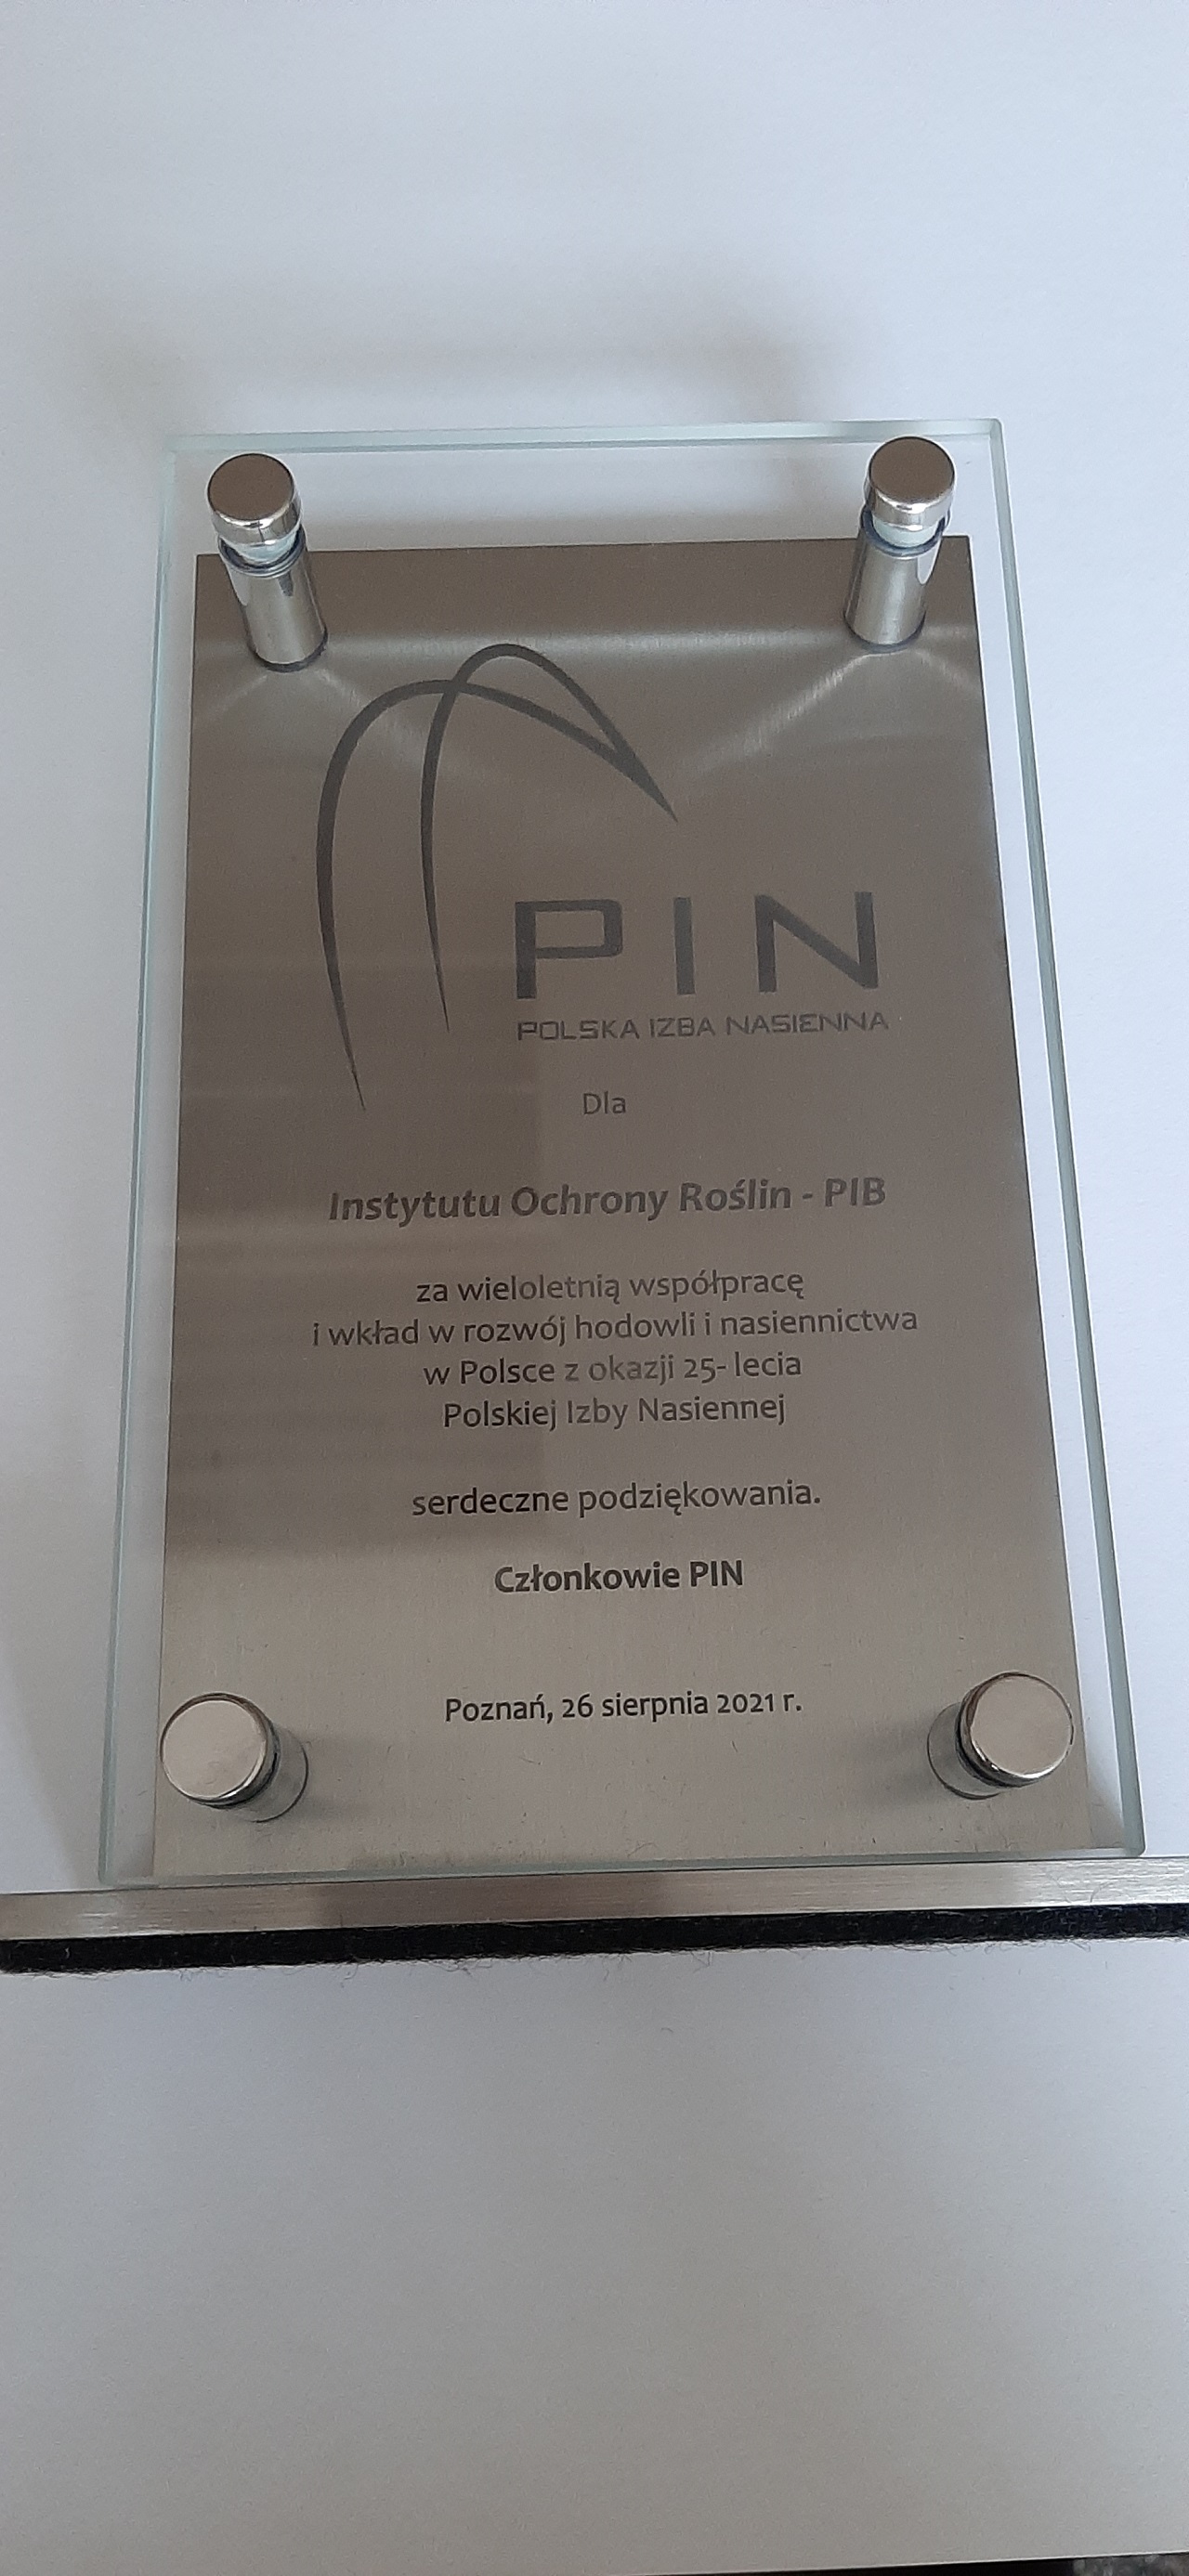 PIN
POLSKA IZBA NASIENNA
Dla
Instytutu Ochrony Roślin - PIB
za wieloletnią współpracę
i wkład w rozwój hodowli i nasiennictwa
w Polsce z okazji 25- lecia
Polskiej Izby Nasiennej
serdeczne podziękowania.
Członkowie PIN
Poznań, 26 sierpnia 2021 r.